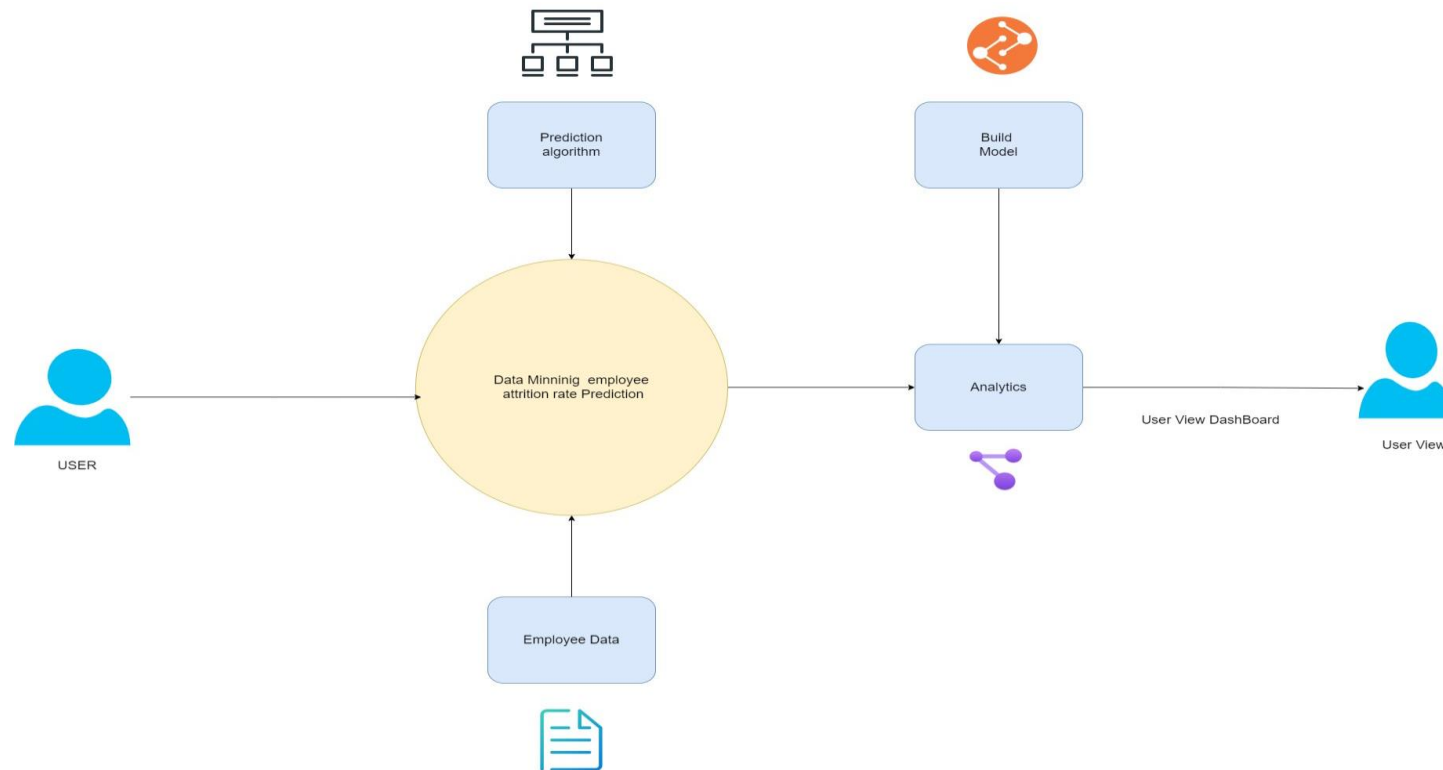 Prediction
algorithm
Build
Model
Data Minninig employee
attrition rate Prediction
Analytics
User View DashBoard
User View
USER
Employee Data